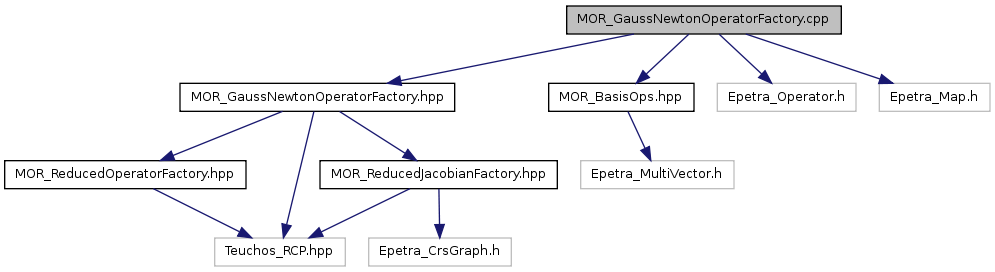 MOR_GaussNewtonOperatorFactory.cpp
MOR_GaussNewtonOperatorFactory.hpp
MOR_BasisOps.hpp
Epetra_Operator.h
Epetra_Map.h
MOR_ReducedOperatorFactory.hpp
MOR_ReducedJacobianFactory.hpp
Epetra_MultiVector.h
Teuchos_RCP.hpp
Epetra_CrsGraph.h